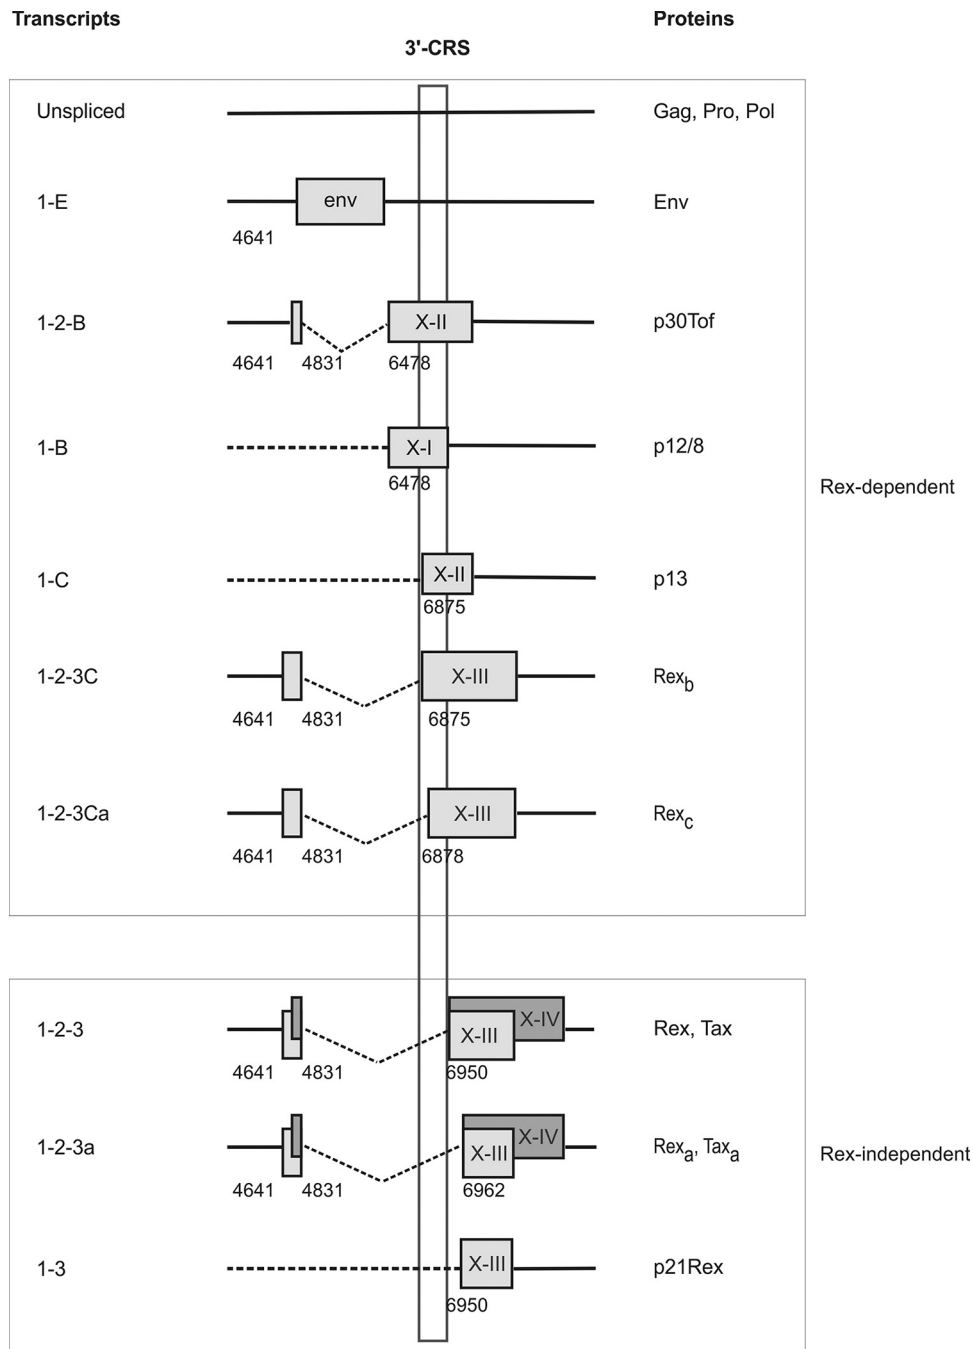 Transcripts Proteins
3'-CRS
Unspliced Gag, Pro, Pol
1-E env Env
4641
1-2-B X-II p30Tof
4641 4831 6478
1-B X-I p12/8
6478
Rex-dependent
1-C X-II p13
6875
1-2-3C X-III Rexb
4641 4831 6875
1-2-3Ca X-III Rexc
4641 4831 6878
1-2-3 X-III X-IV Rex, Tax
4641 4831 6950
1-2-3a X-III X-IV Rexa, Taxa
Rex-independent
4641 4831 6962
1-3 X-III p21Rex
6950